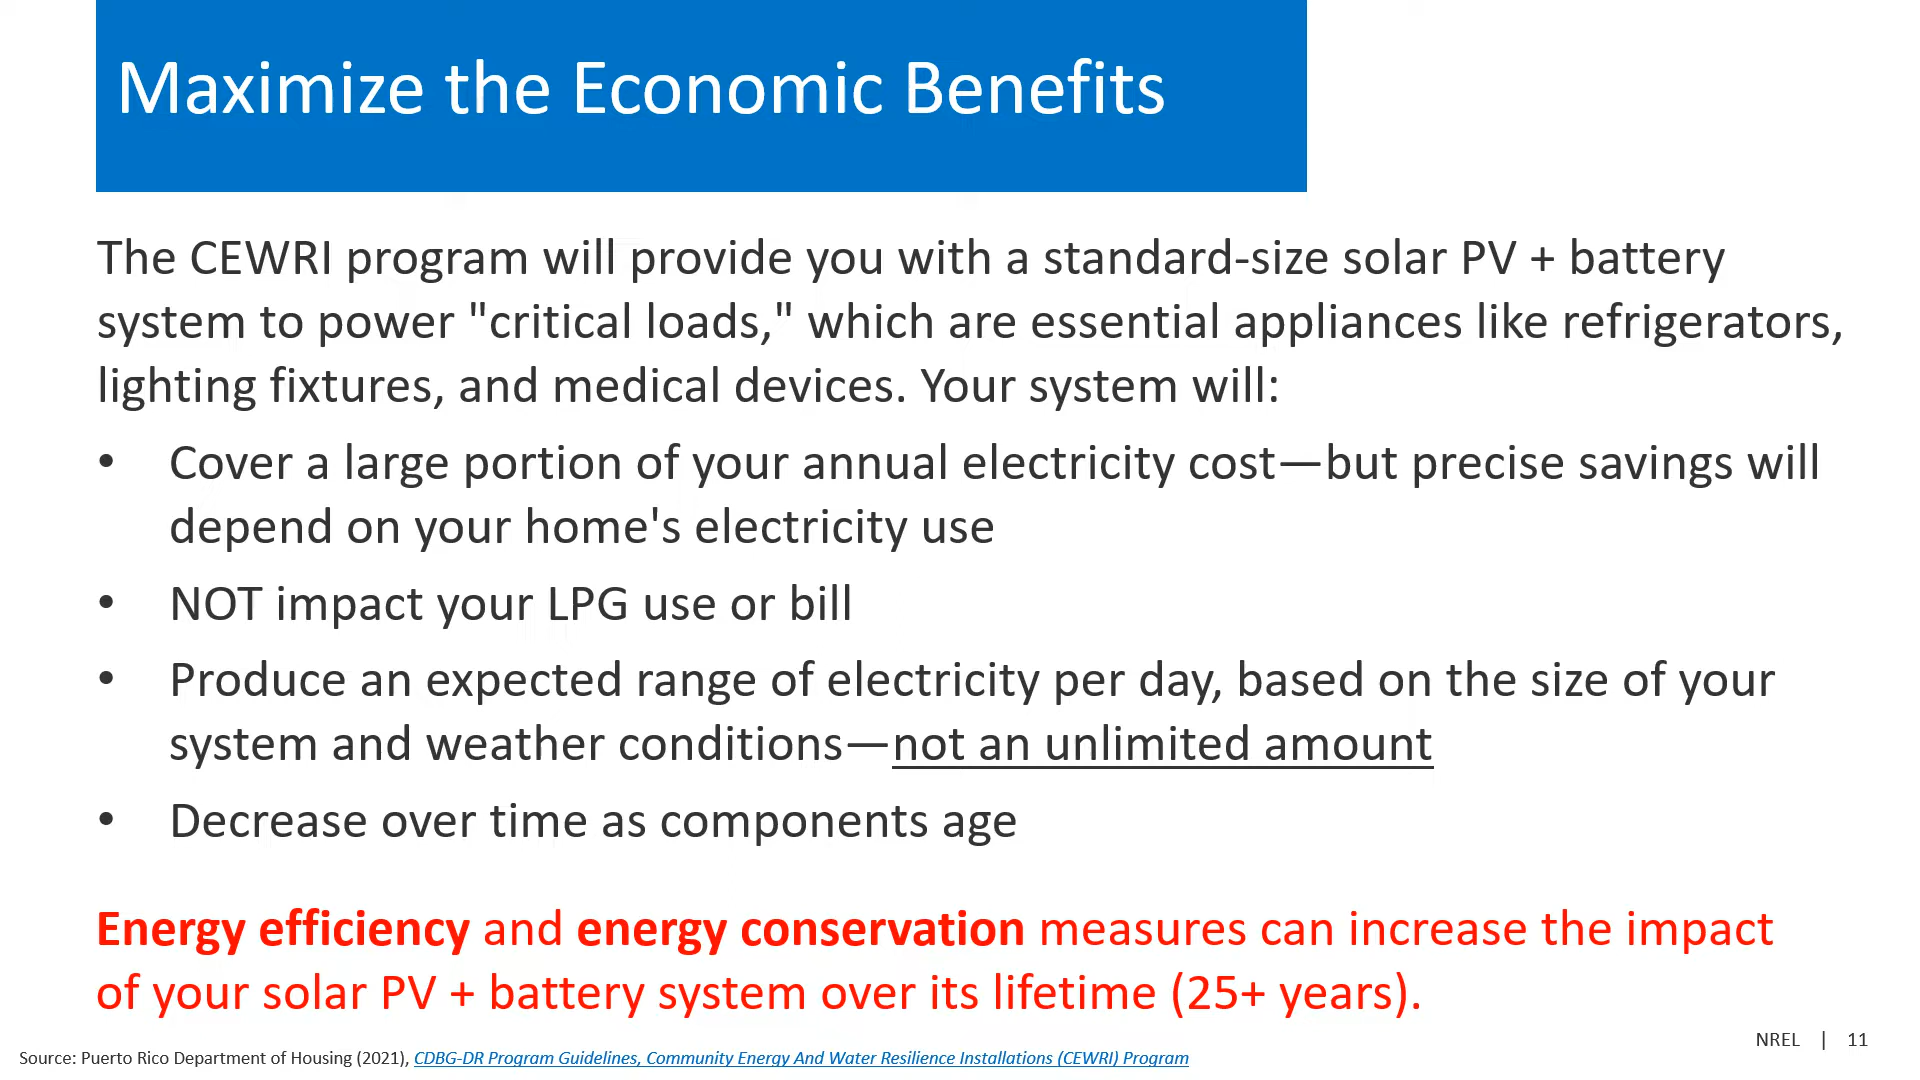 Maximize the Economic Benefits
The CEWRI program will provide you with a standard-size solar PV + battery
system to power "critical loads," which are essential appliances like refrigerators,
lighting fixtures, and medical devices. Your system will:
• Cover a large portion of your annual electricity cost—but precise savings will
depend on your home's electricity use
• NOT impact your LPG use or bill
• Produce an expected range of electricity per day, based on the size of your
system and weather conditions—not an unlimited amount
• Decrease over time as components age
Energy efficiency and energy conservation measures can increase the impact
of your solar PV + battery system over its lifetime (25+ years).
NREL | 11
Source: Puerto Rico Department of Housing (2021), CDBG-DR Program Guidelines, Community Energy And Water Resilience Installations (CEWRI) Program